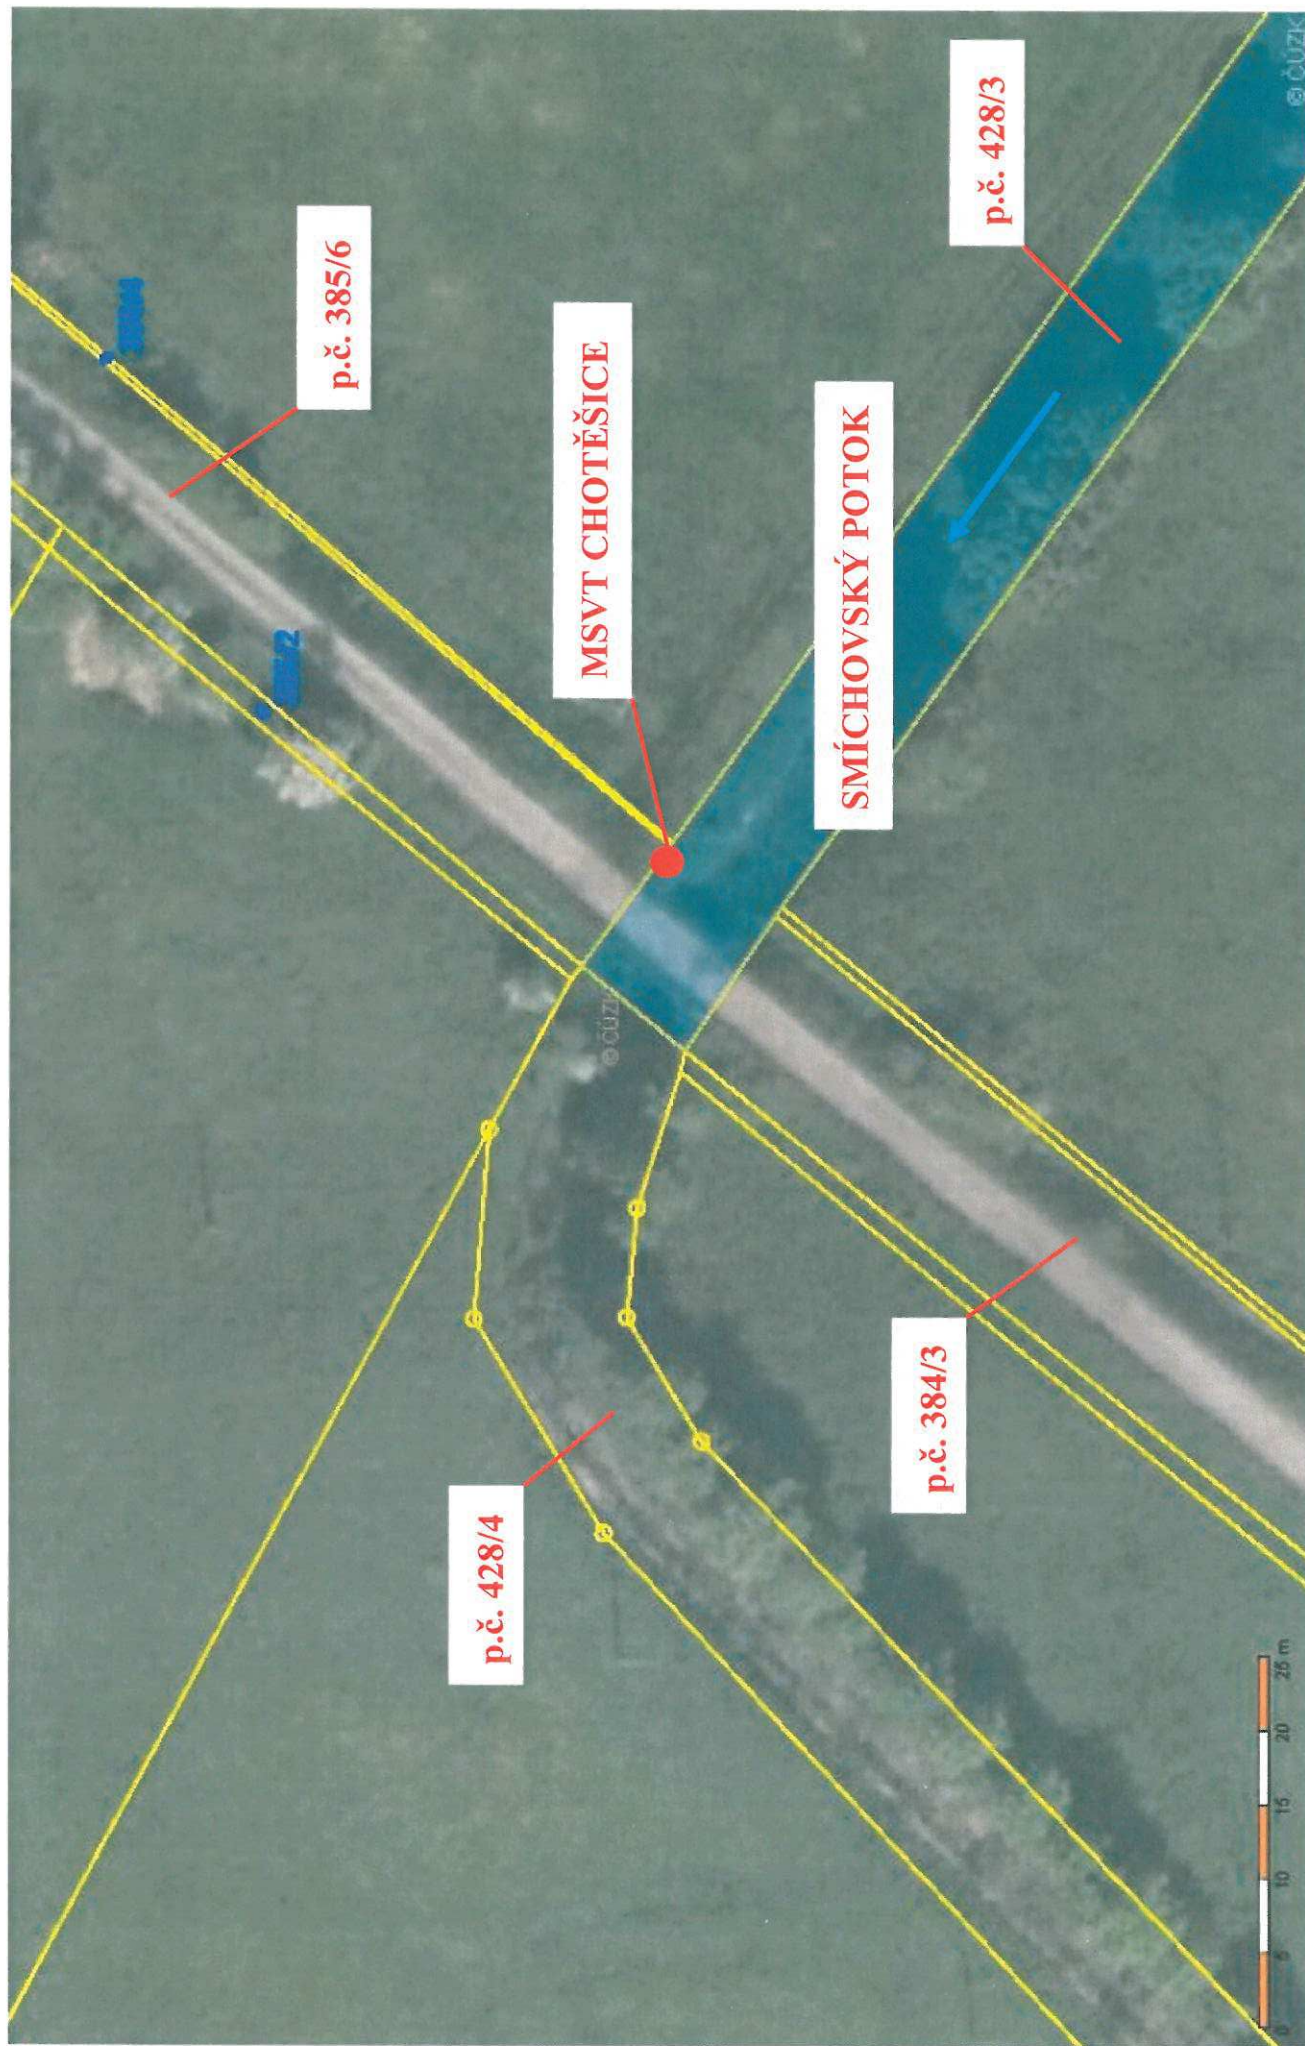 p.č. 385/6
p.č. 428/3
MSVT CHOTĚŠICE
SMÍCHOVSKÝ POTOK
© ČÚZK
© ČÚZK
p.č. 428/4
p.č. 384/3
0 5 10 15 20 25 m